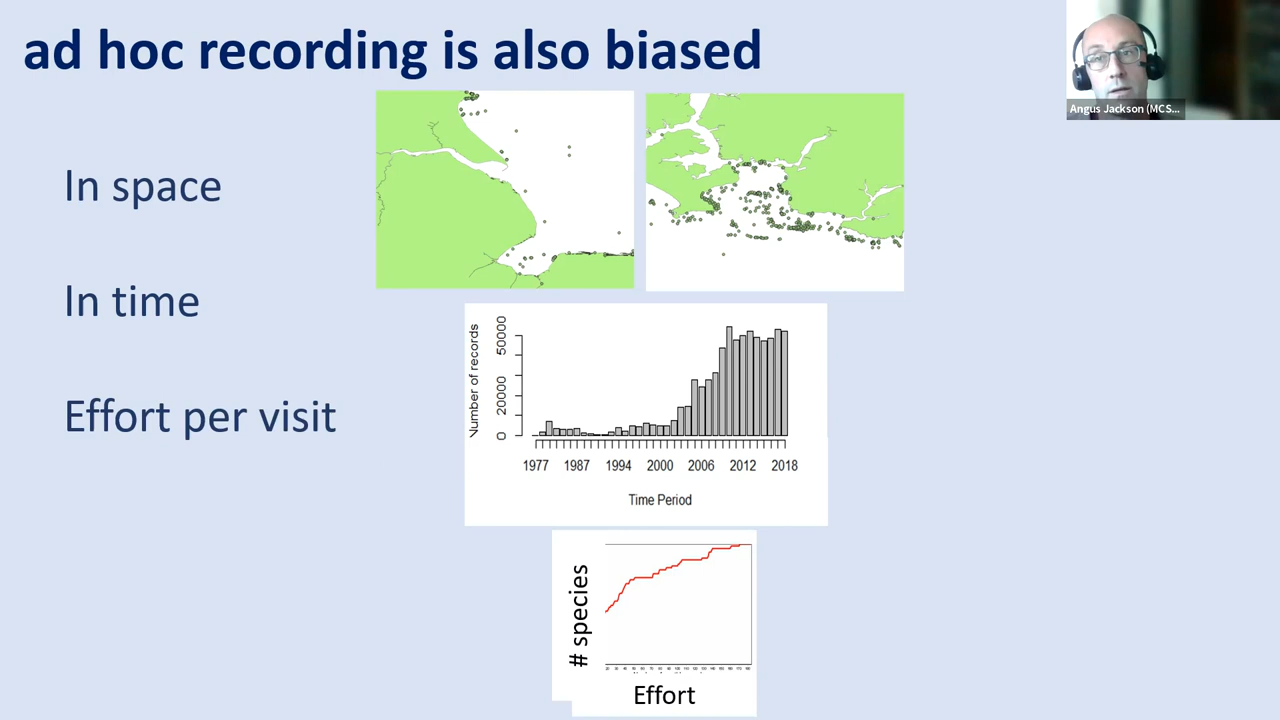 ad hoc recording is also biased
Angus Jackson (MCS...
In space
In time
Effort per visit
Number of records
50000
20000
0
1977 1987 1994 2000 2006 2012 2018
Time Period
# species
Effort